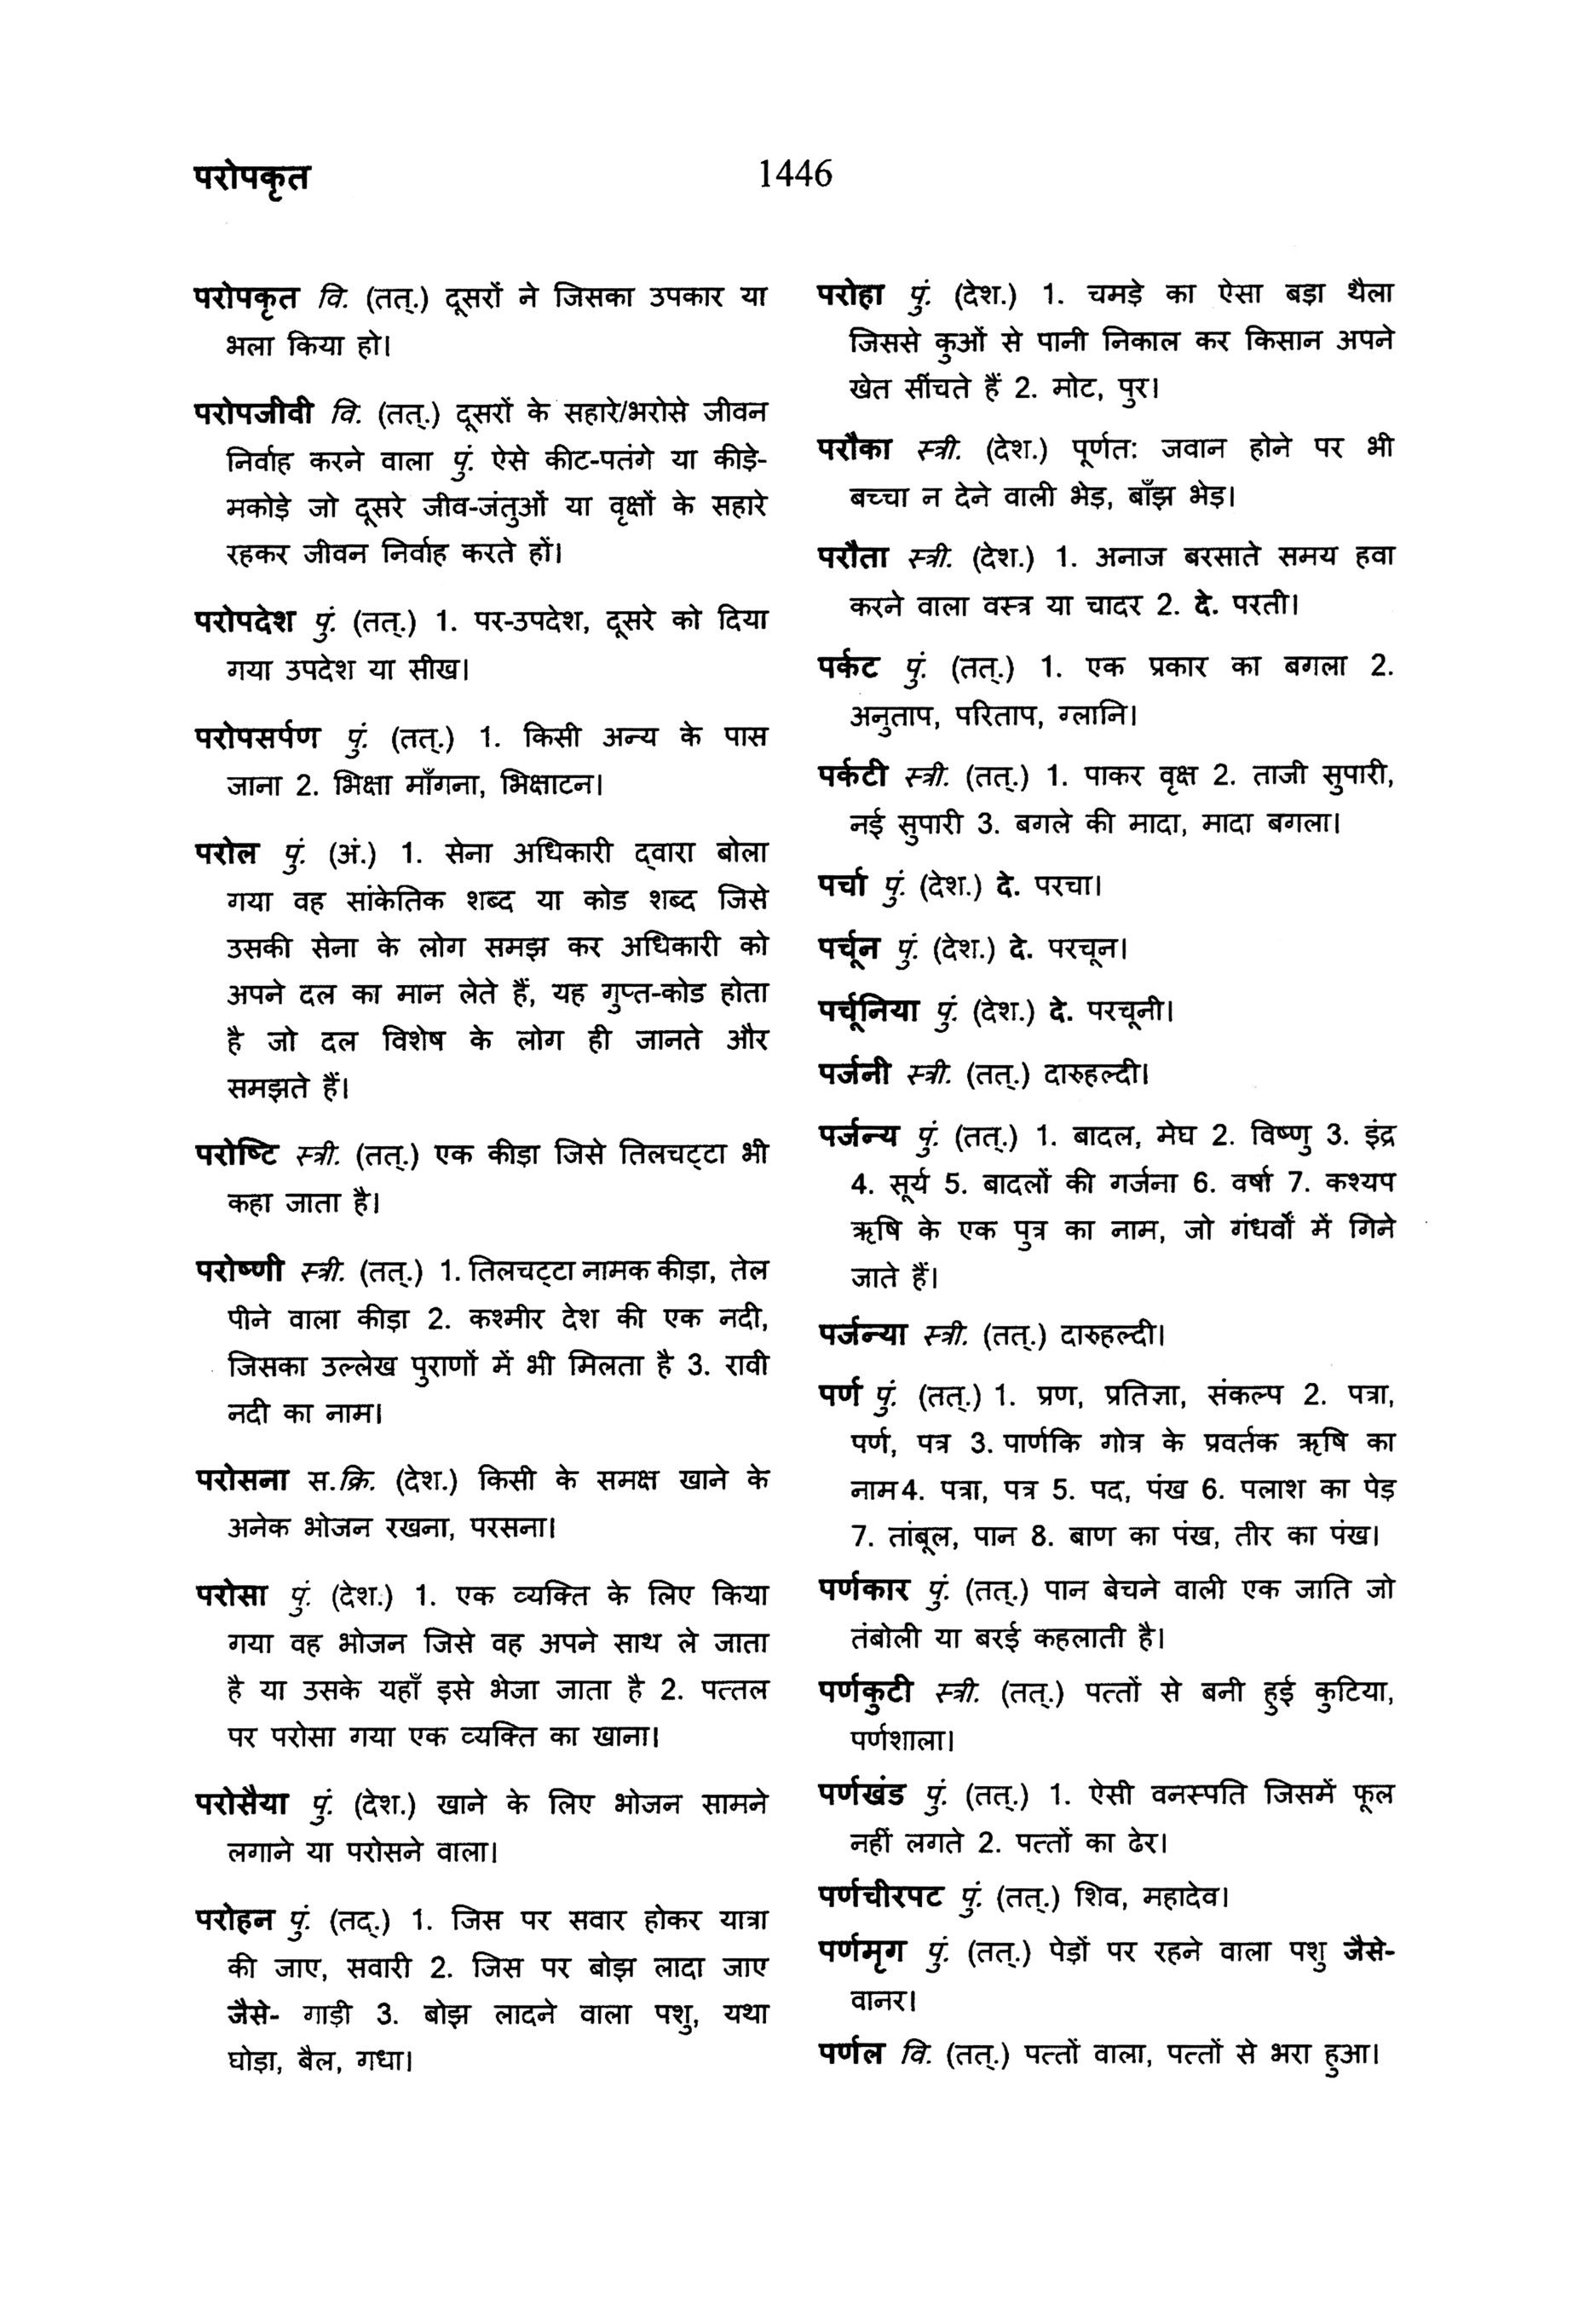 परोपकृत
1446
परोपकृत वि. (तत्.) दूसरों ने जिसका उपकार या
भला किया हो।
परोपजीवी वि. (तत्.) दूसरों के सहारे/भरोसे जीवन
निर्वाह करने वाला पुं. ऐसे कीट-पतंगे या कीड़े-
मकोड़े जो दूसरे जीव-जंतुओं या वृक्षों के सहारे
रहकर जीवन निर्वाह करते हों।
परोपदेश पुं. (तत्.) 1. पर-उपदेश, दूसरे को दिया
गया उपदेश या सीख।
परोपसर्पण पुं. (तत्.) 1. किसी अन्य के पास
जाना 2. भिक्षा माँगना, भिक्षाटन।
परोल पुं. (अं.) 1. सेना अधिकारी द्वारा बोला
गया वह सांकेतिक शब्द या कोड शब्द जिसे
उसकी सेना के लोग समझ कर अधिकारी को
अपने दल का मान लेते हैं, यह गुप्त-कोड होता
है जो दल विशेष के लोग ही जानते और
समझते हैं।
परोष्टि स्त्री. (तत्.) एक कीड़ा जिसे तिलचट्टा भी
कहा जाता है।
परोष्णी स्त्री. (तत्.) 1. तिलचट्टा नामक कीड़ा, तेल
पीने वाला कीड़ा 2. कश्मीर देश की एक नदी,
जिसका उल्लेख पुराणों में भी मिलता है 3. रावी
नदी का नाम।
परोसना स.क्रि. (देश.) किसी के समक्ष खाने के
अनेक भोजन रखना, परसना।
परोसा पुं. (देश.) 1. एक व्यक्ति के लिए किया
गया वह भोजन जिसे वह अपने साथ ले जाता
है या उसके यहाँ इसे भेजा जाता है 2. पत्तल
पर परोसा गया एक व्यक्ति का खाना।
परोसैया पुं. (देश.) खाने के लिए भोजन सामने
लगाने या परोसने वाला।
परोहन पुं. (तद्.) 1. जिस पर सवार होकर यात्रा
की जाए, सवारी 2. जिस पर बोझ लादा जाए
जैसे- गाड़ी 3. बोझ लादने वाला पशु, यथा
घोड़ा, बैल, गधा।
परोहा पुं. (देश.) 1. चमड़े का ऐसा बड़ा थैला
जिससे कुओं से पानी निकाल कर किसान अपने
खेत सींचते हैं 2. मोट, पुर।
परौका स्त्री. (देश.) पूर्णत: जवान होने पर भी
बच्चा न देने वाली भेड़, बाँझ भेड़।
परौता स्त्री. (देश.) 1. अनाज बरसाते समय हवा
करने वाला वस्त्र या चादर 2. दे. परती।
पर्कट पुं. (तत्.) 1. एक प्रकार का बगला 2.
अनुताप, परिताप, ग्लानि।
पर्कटी स्त्री. (तत्.) 1. पाकर वृक्ष 2. ताजी सुपारी,
नई सुपारी 3. बगले की मादा, मादा बगला।
पर्चा पुं. (देश.) दे. परचा।
पर्चून पुं. (देश.) दे. परचून।
पर्चूनिया पुं. (देश.) दे. परचूनी।
पर्जनी स्त्री. (तत्.) दारुहल्दी।
पर्जन्य पुं. (तत्.) 1. बादल, मेघ 2. विष्णु 3. इंद्र
4. सूर्य 5. बादलों की गर्जना 6. वर्षा 7. कश्यप
ऋषि के एक पुत्र का नाम, जो गंधर्वों में गिने
जाते हैं।
पर्जन्या स्त्री. (तत्.) दारुहल्दी।
पर्ण पुं. (तत्.) 1. प्रण, प्रतिज्ञा, संकल्प 2. पत्रा,
पर्ण, पत्र 3. पार्णकि गोत्र के प्रवर्तक ऋषि का
नाम 4. पत्रा, पत्र 5. पद, पंख 6. पलाश का पेड़
7. तांबूल, पान 8. बाण का पंख, तीर का पंख।
पर्णकार पुं. (तत्.) पान बेचने वाली एक जाति जो
तंबोली या बरई कहलाती है।
पर्णकुटी स्त्री. (तत्.) पत्तों से बनी हुई कुटिया,
पर्णशाला।
पर्णखंड पुं. (तत्.) 1. ऐसी वनस्पति जिसमें फूल
नहीं लगते 2. पत्तों का ढेर।
पर्णचीरपट पुं. (तत्.) शिव, महादेव।
पर्णमृग पुं. (तत्.) पेड़ों पर रहने वाला पशु जैसे-
वानर।
पर्णल वि. (तत्.) पत्तों वाला, पत्तों से भरा हुआ।